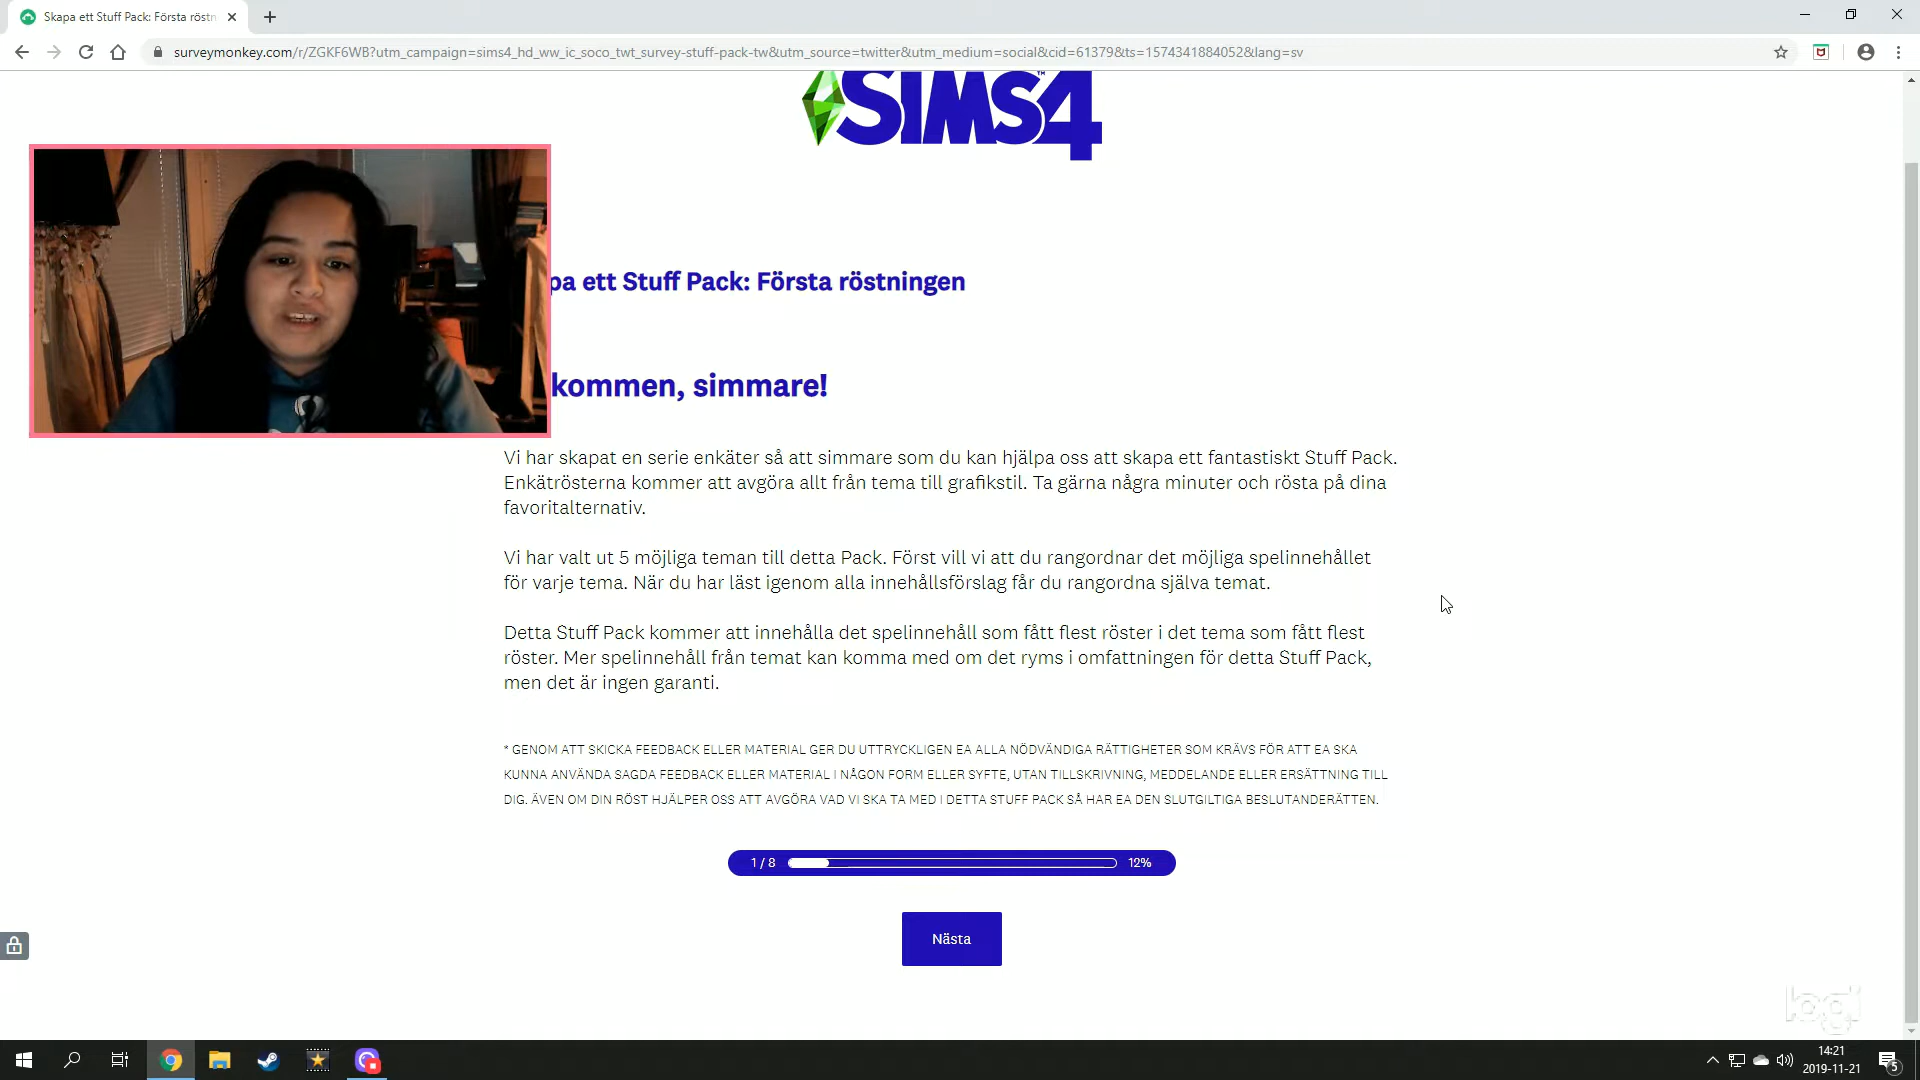 Skapa ett Stuff Pack: Första röstn
surveymonkey.com/r/ZGKF6WB?utm_campaign=sims4_hd_ww_ic_soco_twt_survey-stuff-pack-tw&utm_source=twitter&utm_medium=social&cid=61379&ts=1574341884052&lang=sv
SIMS4
pa ett Stuff Pack: Första röstningen
kommen, simmare!
Vi har skapat en serie enkäter så att simmare som du kan hjälpa oss att skapa ett fantastiskt Stuff Pack.
Enkätrösterna kommer att avgöra allt från tema till grafikstil. Ta gärna några minuter och rösta på dina
favoritalternativ.
Vi har valt ut 5 möjliga teman till detta Pack. Först vill vi att du rangordnar det möjliga spelinnehållet
för varje tema. När du har läst igenom alla innehållsförslag får du rangordna själva temat.
Detta Stuff Pack kommer att innehålla det spelinnehåll som fått flest röster i det tema som fått flest
röster. Mer spelinnehåll från temat kan komma med om det ryms i omfattningen för detta Stuff Pack,
men det är ingen garanti.
* GENOM ATT SKICKA FEEDBACK ELLER MATERIAL GER DU UTTRYCKLIGEN EA ALLA NÖDVÄNDIGA RÄTTIGHETER SOM KRÄVS FÖR ATT EA SKA
KUNNA ANVÄNDA SAGDA FEEDBACK ELLER MATERIAL I NÅGON FORM ELLER SYFTE, UTAN TILLSKRIVNING, MEDDELANDE ELLER ERSÄTTNING TILL
DIG. ÄVEN OM DIN RÖST HJÄLPER OSS ATT AVGÖRA VAD VI SKA TA MED I DETTA STUFF PACK SÅ HAR EA DEN SLUTGILTIGA BESLUTANDERÄTTEN.
1 / 8 12%
Nästa
logi
14:21
2019-11-21
5